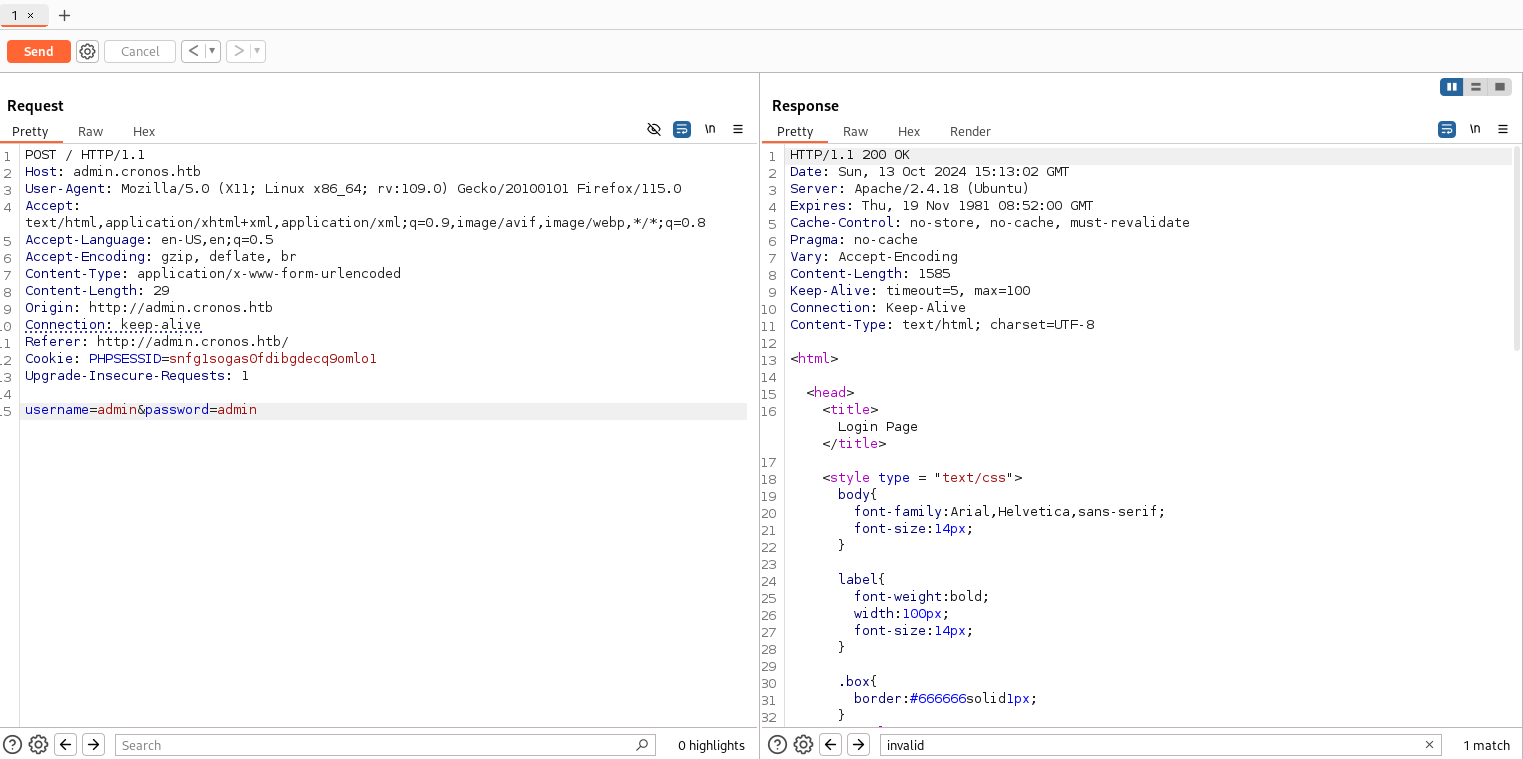 1 ×
+
Send
Cancel
< ▼ > ▼
Request
Pretty Raw Hex
\n
1 POST / HTTP/1.1
2 Host: admin.cronos.htb
3 User-Agent: Mozilla/5.0 (X11; Linux x86_64; rv:109.0) Gecko/20100101 Firefox/115.0
4 Accept:
text/html,application/xhtml+xml,application/xml;q=0.9,image/avif,image/webp,*/*;q=0.8
5 Accept-Language: en-US,en;q=0.5
6 Accept-Encoding: gzip, deflate, br
7 Content-Type: application/x-www-form-urlencoded
8 Content-Length: 29
9 Origin: http://admin.cronos.htb
10 Connection: keep-alive
11 Referer: http://admin.cronos.htb/
12 Cookie: PHPSESSID=snfg1sogas0fdibgdecq9omlo1
13 Upgrade-Insecure-Requests: 1
14
15 username=admin&password=admin
Search
0 highlights
Response
Pretty Raw Hex Render
\n
1 HTTP/1.1 200 OK
2 Date: Sun, 13 Oct 2024 15:13:02 GMT
3 Server: Apache/2.4.18 (Ubuntu)
4 Expires: Thu, 19 Nov 1981 08:52:00 GMT
5 Cache-Control: no-store, no-cache, must-revalidate
6 Pragma: no-cache
7 Vary: Accept-Encoding
8 Content-Length: 1585
9 Keep-Alive: timeout=5, max=100
10 Connection: Keep-Alive
11 Content-Type: text/html; charset=UTF-8
12
13 <html>
14
15 <head>
16 <title>
Login Page
</title>
17
18 <style type = "text/css">
19 body{
20 font-family:Arial,Helvetica,sans-serif;
21 font-size:14px;
22 }
23
24 label{
25 font-weight:bold;
26 width:100px;
27 font-size:14px;
28 }
29
30 .box{
31 border:#666666solid1px;
32 }
invalid
1 match